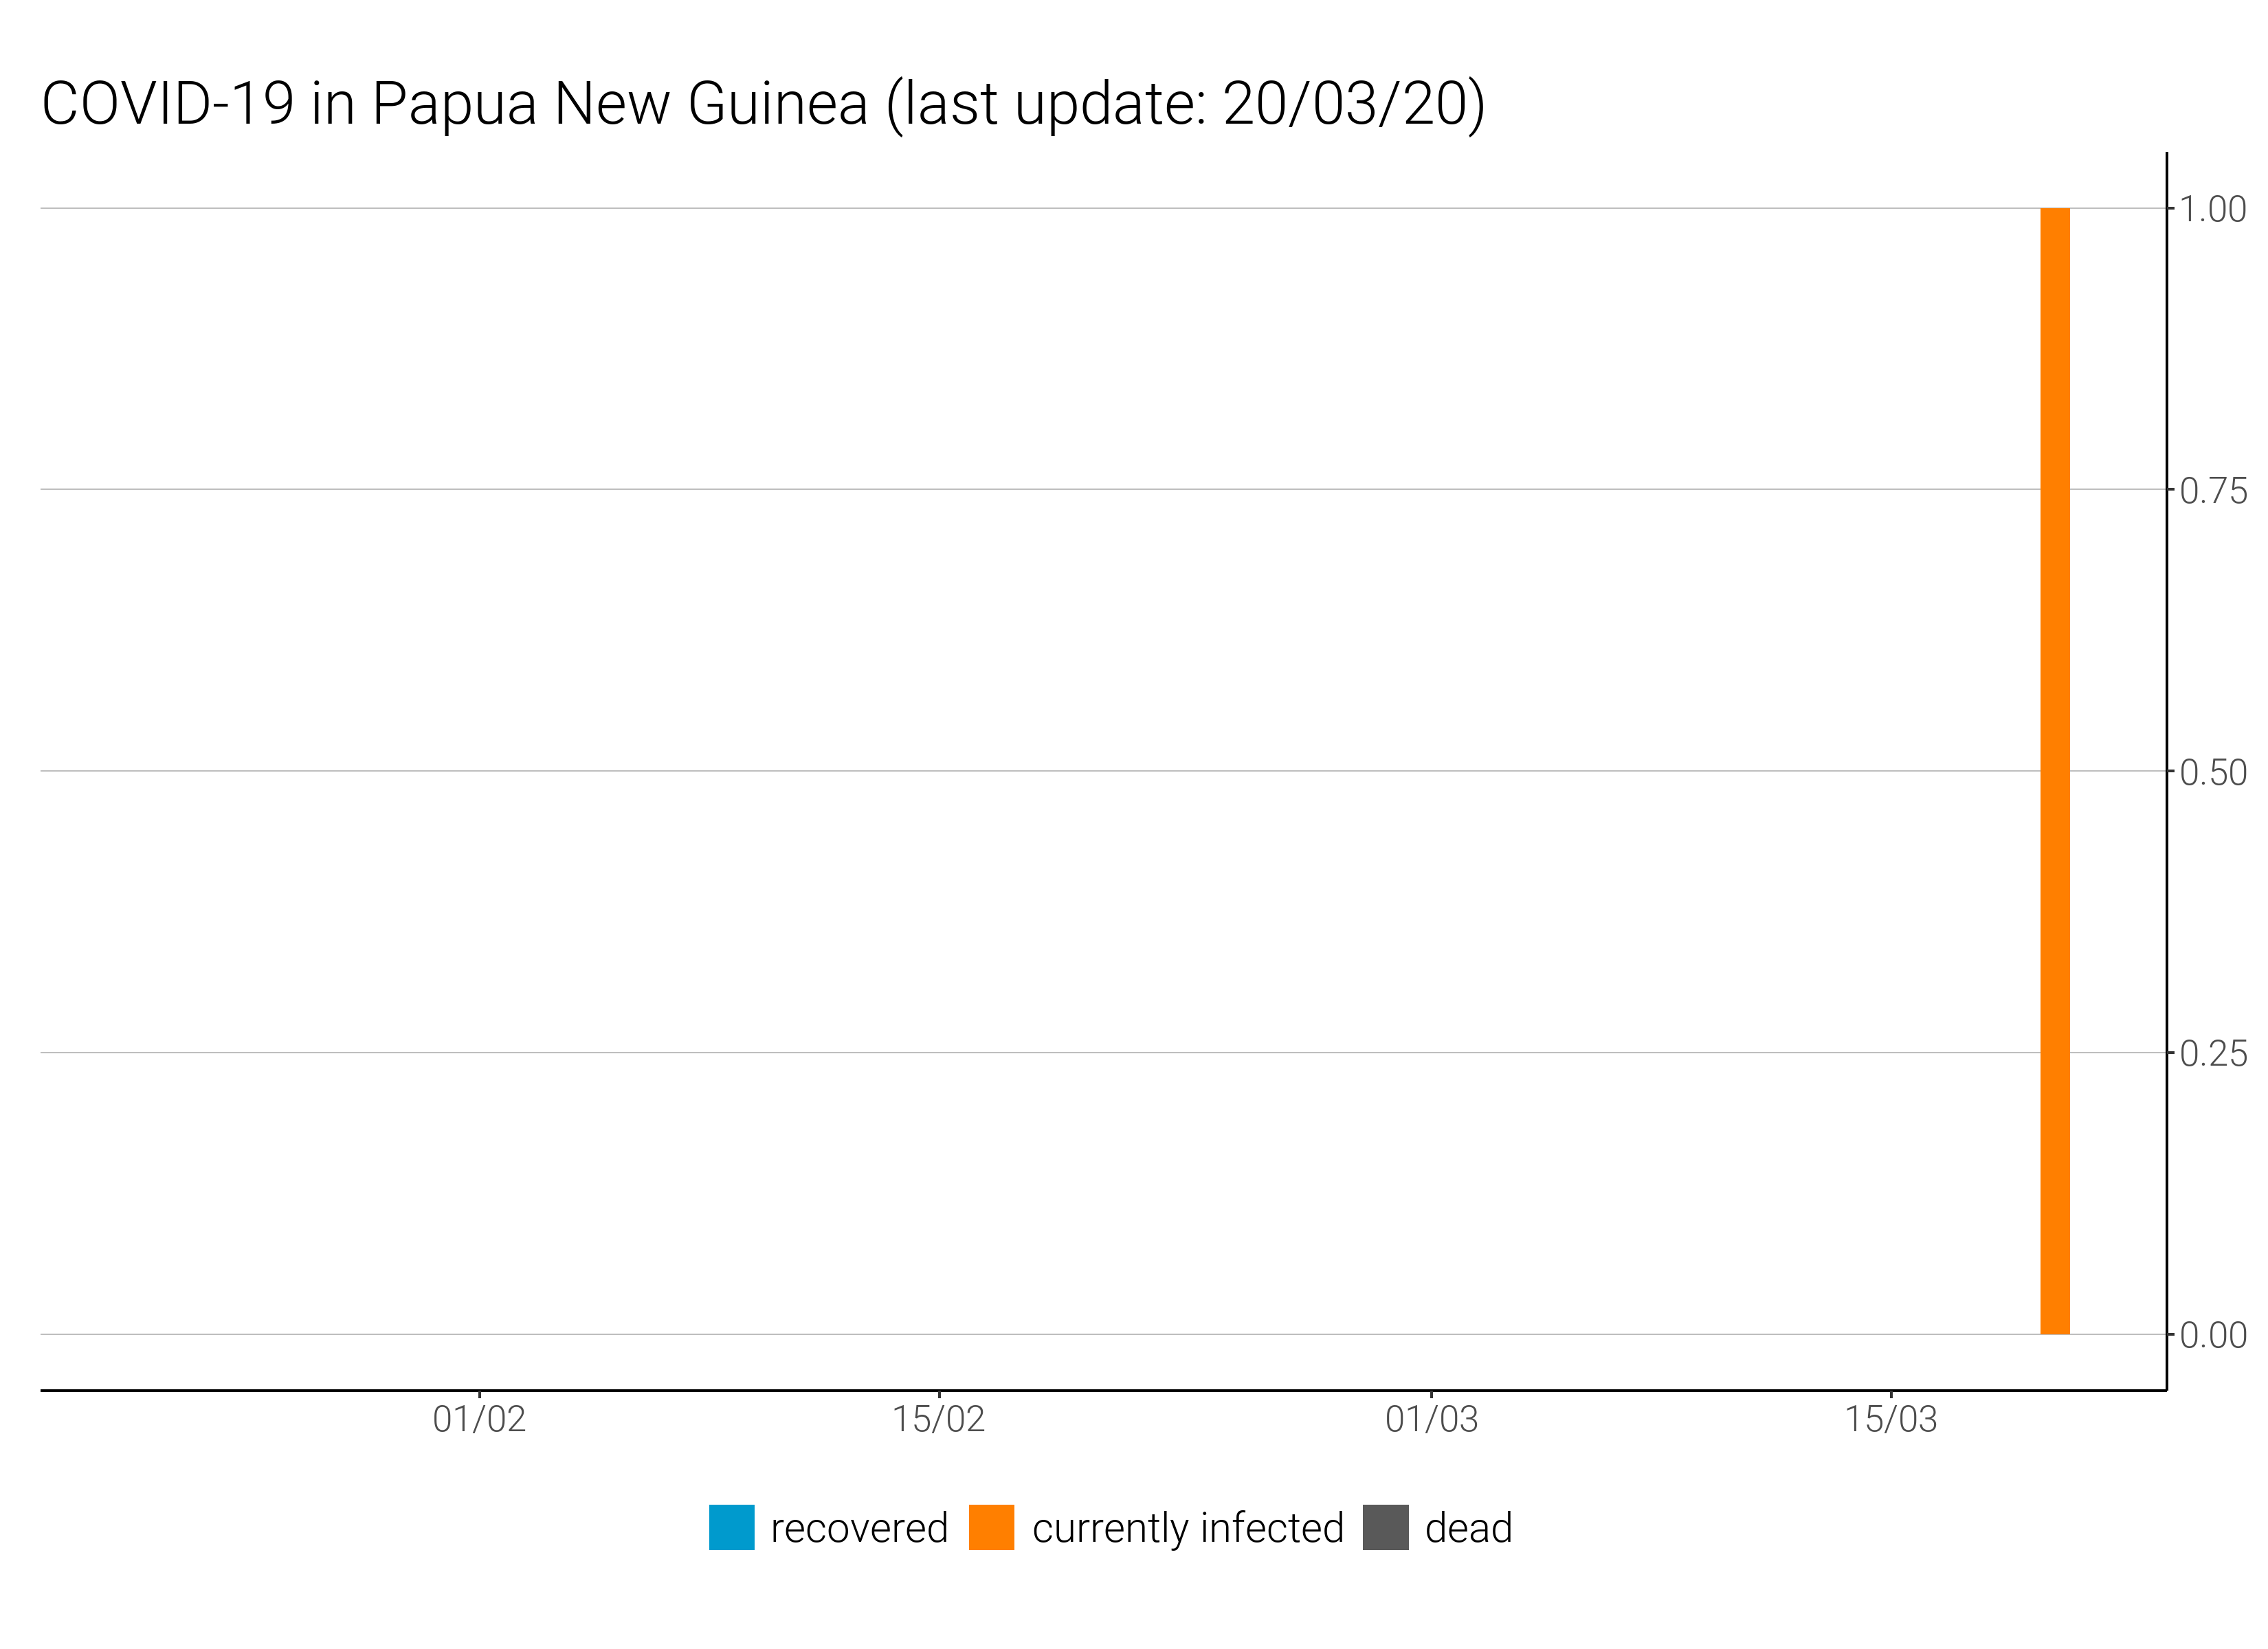 COVID-19 in Papua New Guinea (last update: 20/03/20)
1.00
0.75
0.50
0.25
0.00
01/02 15/02 01/03 15/03
recovered currently infected dead